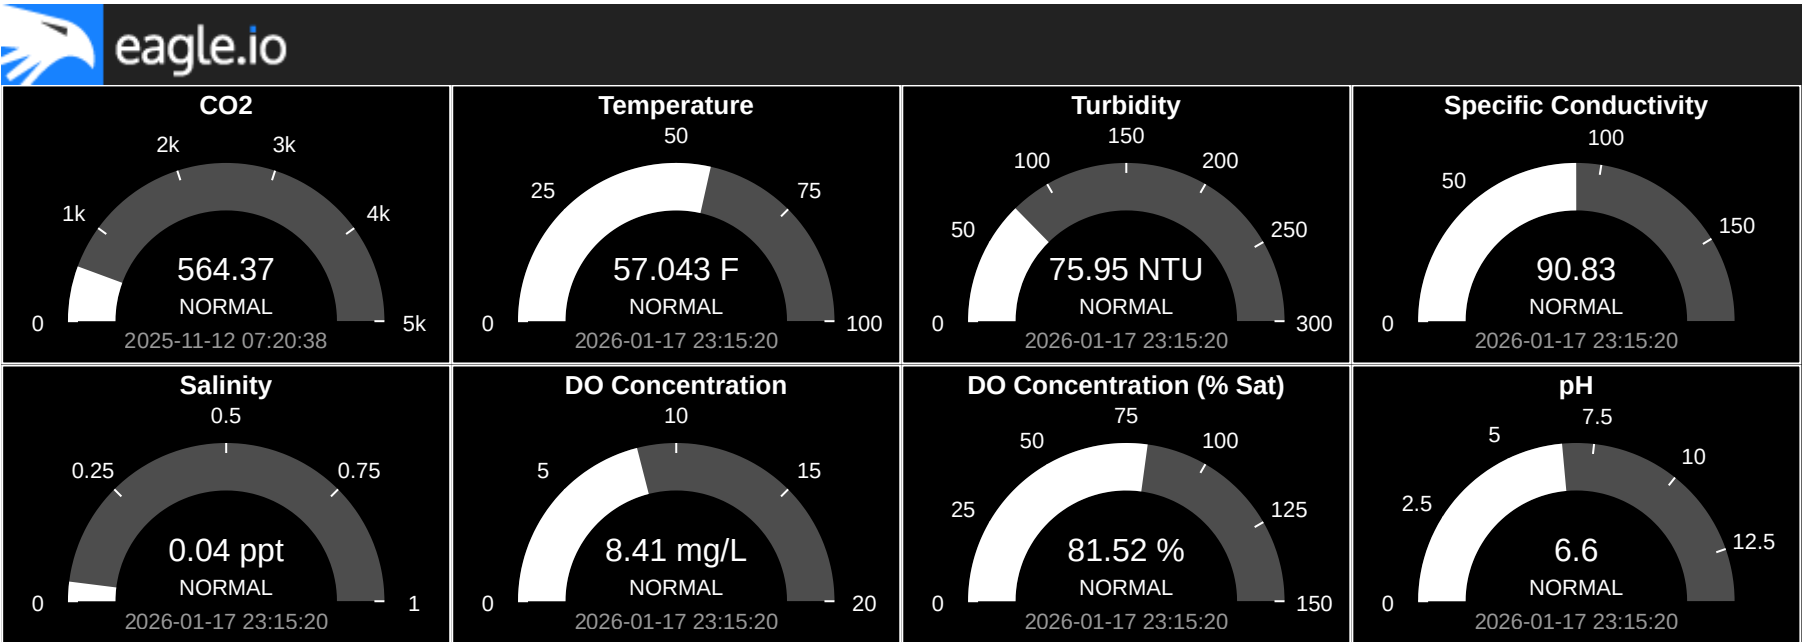 eagle.io
CO2
2k
3k
1k
4k
564.37
NORMAL
0
5k
2025-11-12 07:20:38
Temperature
50
25
75
57.043 F
NORMAL
0
100
2026-01-17 23:15:20
Turbidity
150
100
200
50
250
75.95 NTU
NORMAL
0
300
2026-01-17 23:15:20
Specific Conductivity
100
50
150
90.83
NORMAL
0
2026-01-17 23:15:20
Salinity
0.5
0.25
0.75
0.04 ppt
NORMAL
0
1
2026-01-17 23:15:20
DO Concentration
10
5
15
8.41 mg/L
NORMAL
0
20
2026-01-17 23:15:20
DO Concentration (% Sat)
75
50
100
25
125
81.52 %
NORMAL
0
150
2026-01-17 23:15:20
pH
7.5
5
10
2.5
12.5
6.6
NORMAL
0
2026-01-17 23:15:20